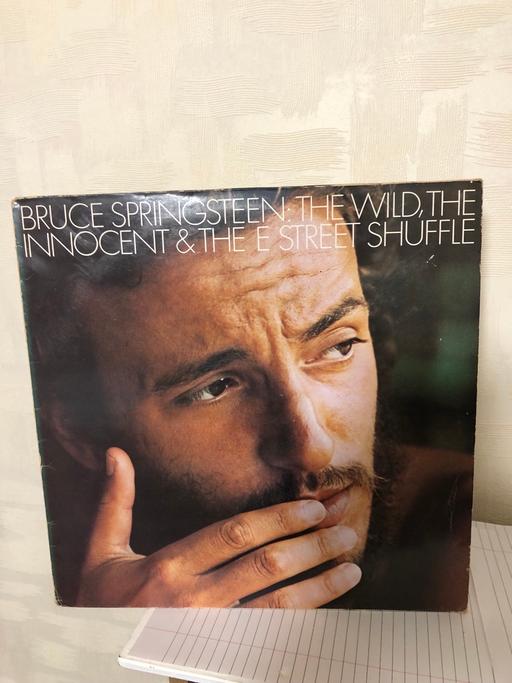 BRUCE SPRINGSTEEN: THE WILD, THE
INNOCENT & THE E STREET SHUFFLE